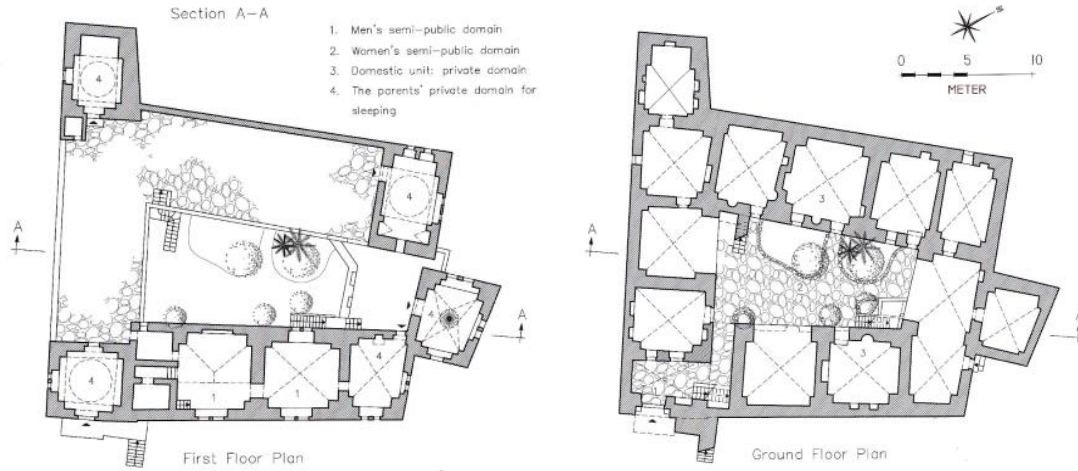 Section A-A
1. Men's semi-public domain
2. Women's semi-public domain
3. Domestic unit: private domain
4. The parents' private domain for
sleeping
N
0 5 10
METER
4
4
4
4
4
1
1
A
A
3
2
3
A
A
First Floor Plan
Ground Floor Plan